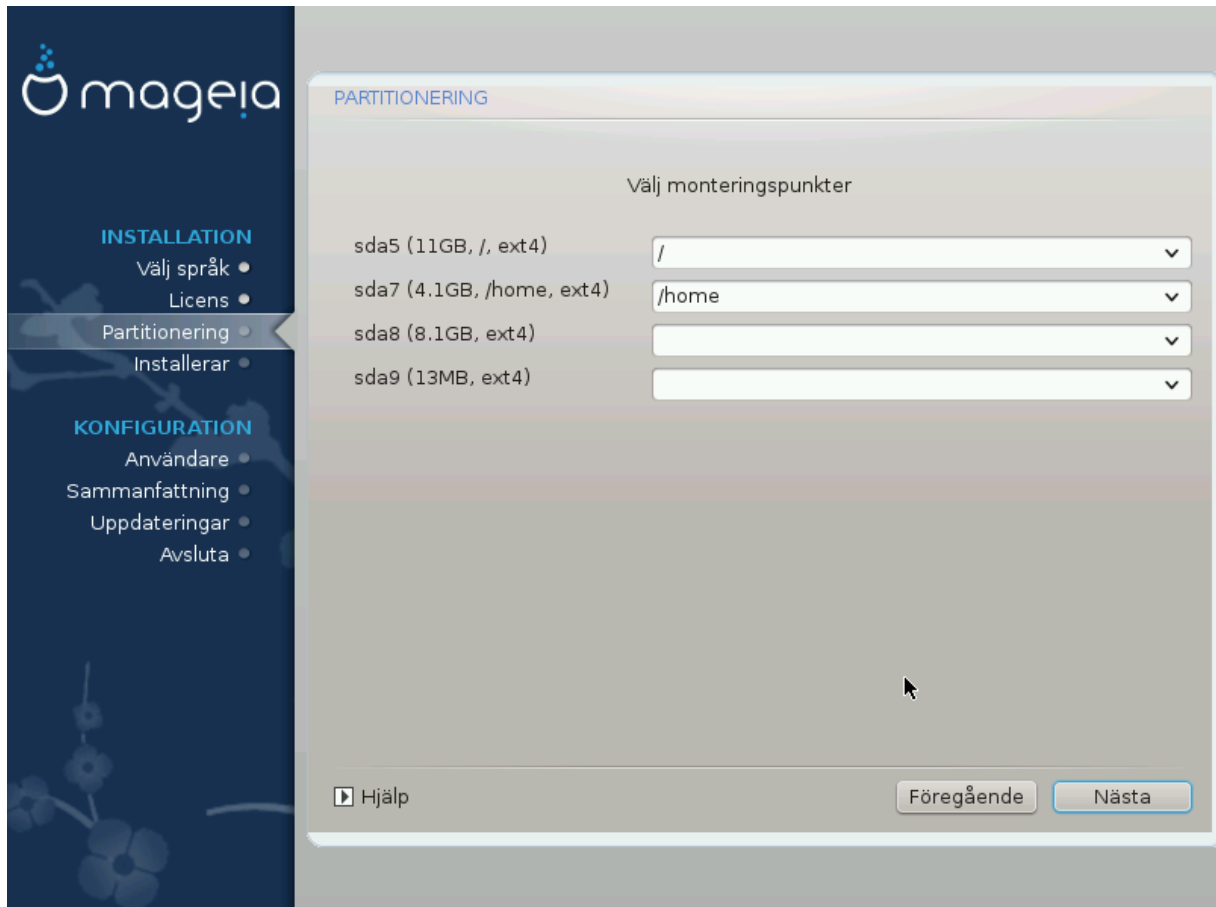 mageia
INSTALLATION
Välj språk
Licens
Partitionering
Installerar
KONFIGURATION
Användare
Sammanfattning
Uppdateringar
Avsluta
PARTITIONERING
Välj monteringspunkter
sda5 (11GB, /, ext4) /
sda7 (4.1GB, /home, ext4) /home
sda8 (8.1GB, ext4)
sda9 (13MB, ext4)
Hjälp Föregående Nästa